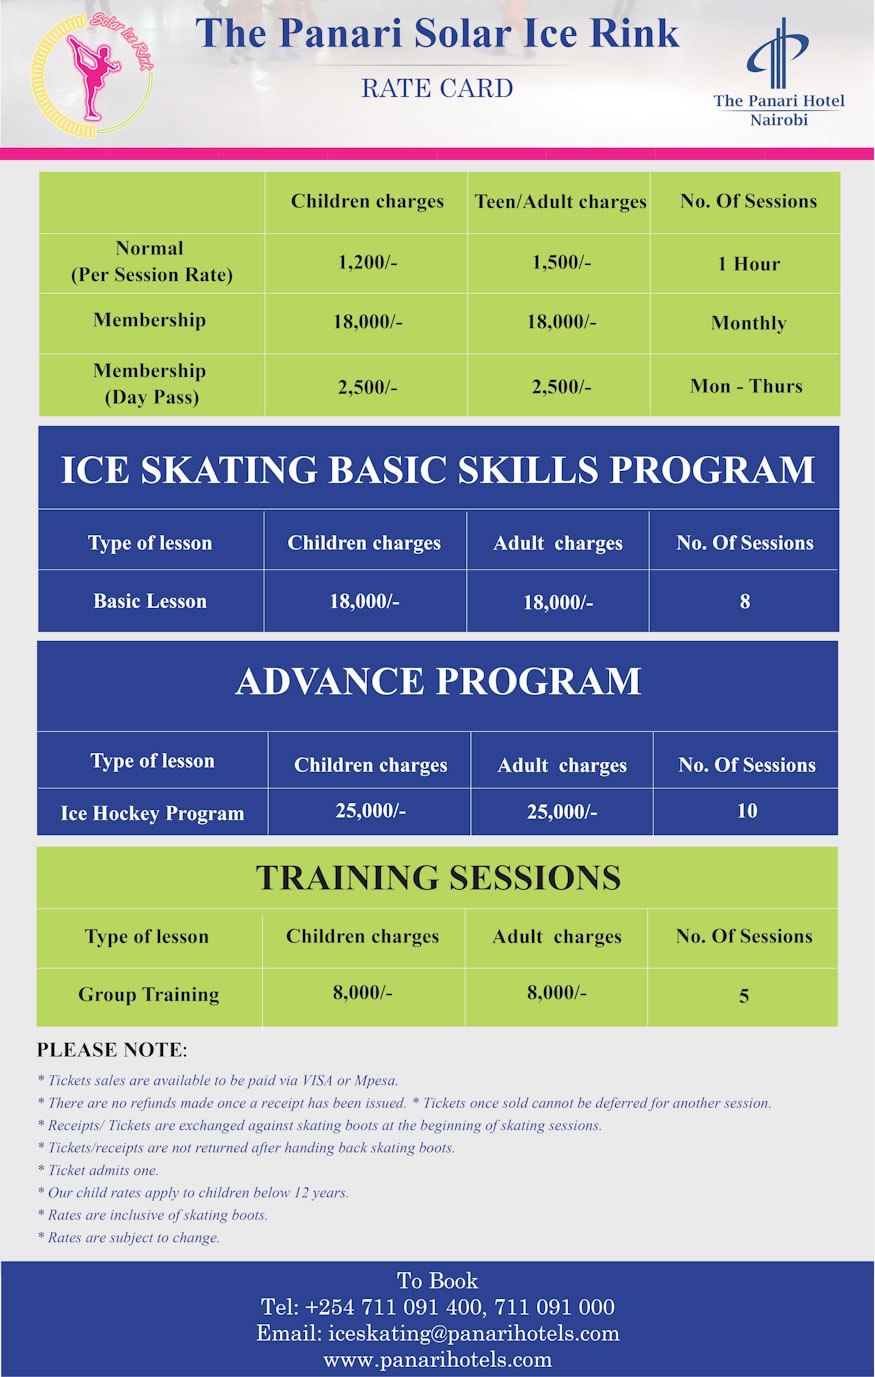 Solar Ice Rink
The Panari Solar Ice Rink
RATE CARD
The Panari Hotel
Nairobi
Children charges Teen/Adult charges No. Of Sessions
Normal
(Per Session Rate) 1,200/- 1,500/- 1 Hour
Membership 18,000/- 18,000/- Monthly
Membership
(Day Pass) 2,500/- 2,500/- Mon - Thurs
ICE SKATING BASIC SKILLS PROGRAM
Type of lesson Children charges Adult charges No. Of Sessions
Basic Lesson 18,000/- 18,000/- 8
ADVANCE PROGRAM
Type of lesson Children charges Adult charges No. Of Sessions
Ice Hockey Program 25,000/- 25,000/- 10
TRAINING SESSIONS
Type of lesson Children charges Adult charges No. Of Sessions
Group Training 8,000/- 8,000/- 5
PLEASE NOTE:
* Tickets sales are available to be paid via VISA or Mpesa.
* There are no refunds made once a receipt has been issued. * Tickets once sold cannot be deferred for another session.
* Receipts/ Tickets are exchanged against skating boots at the beginning of skating sessions.
* Tickets/receipts are not returned after handing back skating boots.
* Ticket admits one.
* Our child rates apply to children below 12 years.
* Rates are inclusive of skating boots.
* Rates are subject to change.
To Book
Tel: +254 711 091 400, 711 091 000
Email: iceskating@panarihotels.com
www.panarihotels.com